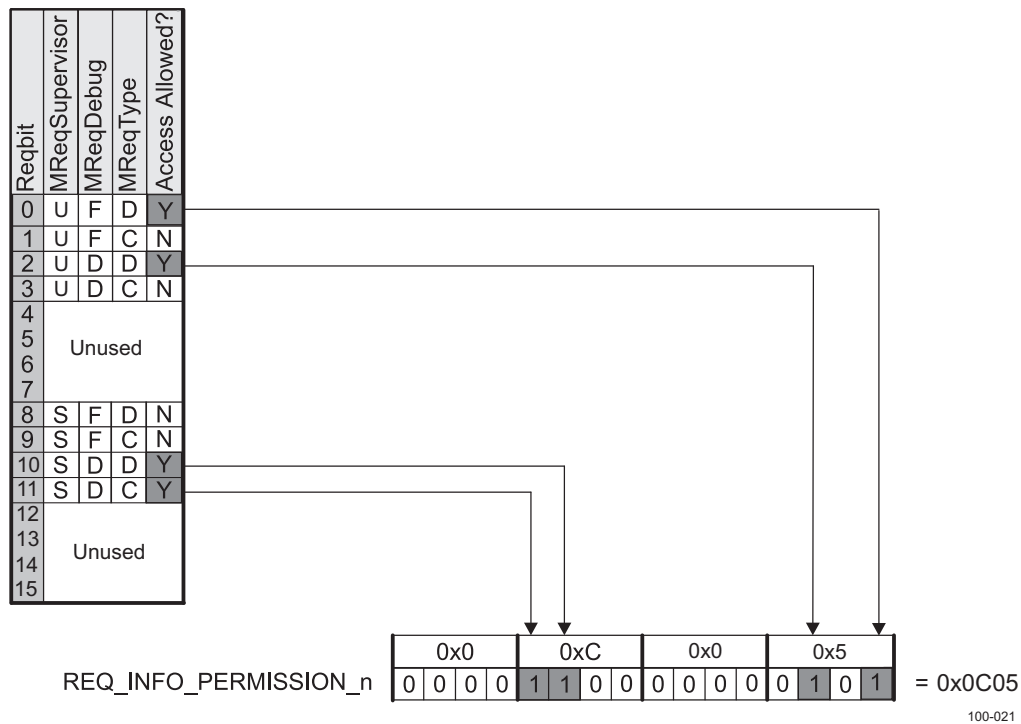 Reqbit MReqSupervisor MReqDebug MReqType Access Allowed?
0 U F D Y
1 U F C N
2 U D D Y
3 U D C N
4
5
6
7
Unused
8 S F D N
9 S F C N
10 S D D Y
11 S D C Y
12
13
14
15
Unused
0x0 0xC 0x0 0x5
REQ_INFO_PERMISSION_n 0 0 0 0 1 1 0 0 0 0 0 0 0 1 0 1 = 0x0C05
100-021